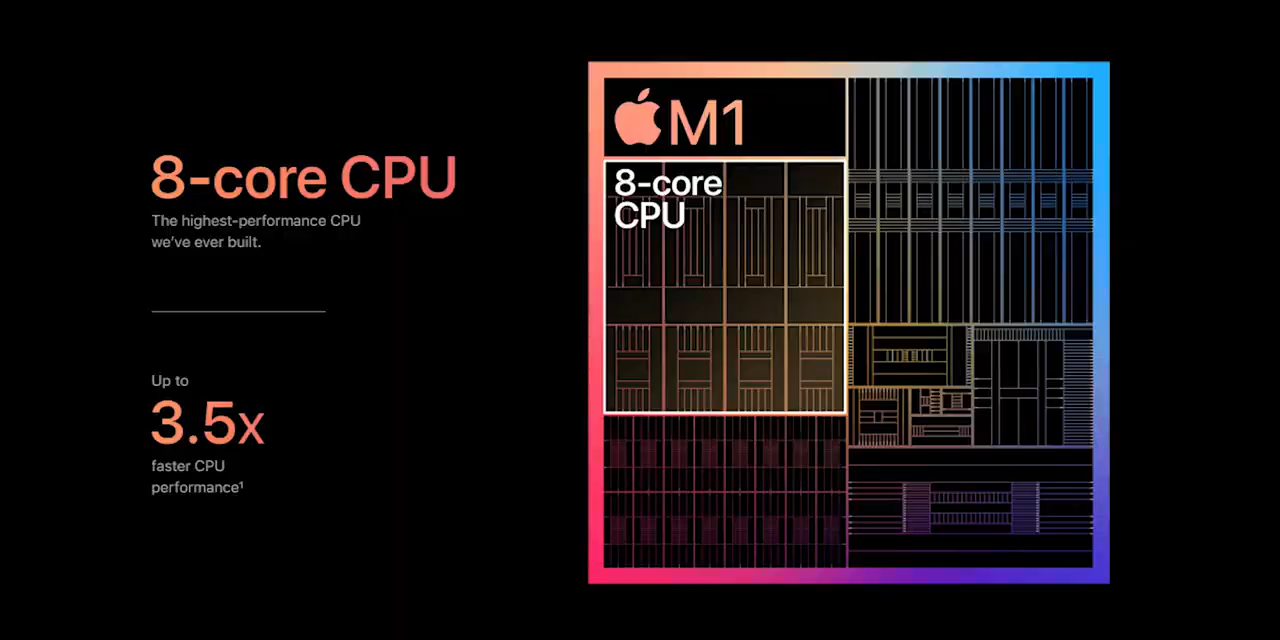 8-core CPU
The highest-performance CPU
we've ever built.
Up to
3.5x
faster CPU
performance¹
M1
8-core
CPU